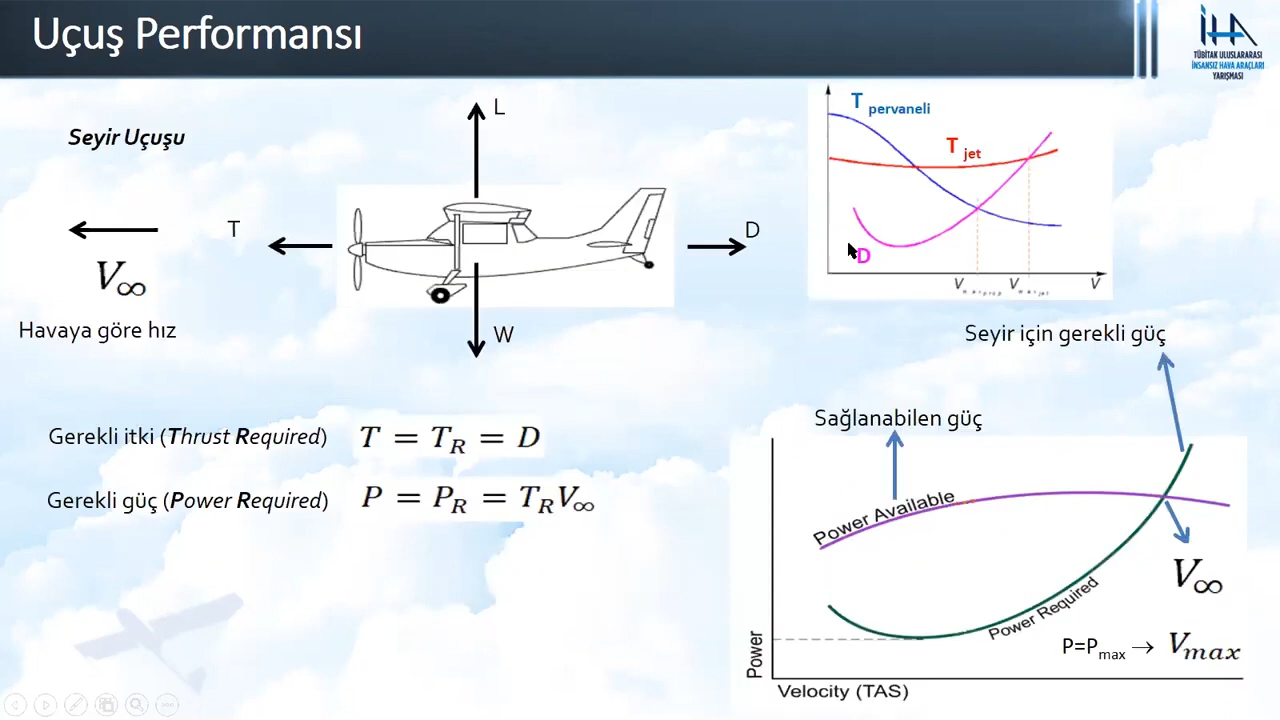 Uçuş Performansı
İHA
TÜBİTAK ULUSLARARASI
İNSANSIZ HAVA ARAÇLARI
YARIŞMASI
Seyir Uçuşu
L
T
D
V∞
W
Havaya göre hız
T pervaneli
T jet
D
V
Seyir için gerekli güç
Sağlanabilen güç
Gerekli itki (Thrust Required)
T = T_R = D
Gerekli güç (Power Required)
P = P_R = T_R V∞
Power Available
Power Required
V∞
P=Pmax → Vmax
Power
Velocity (TAS)